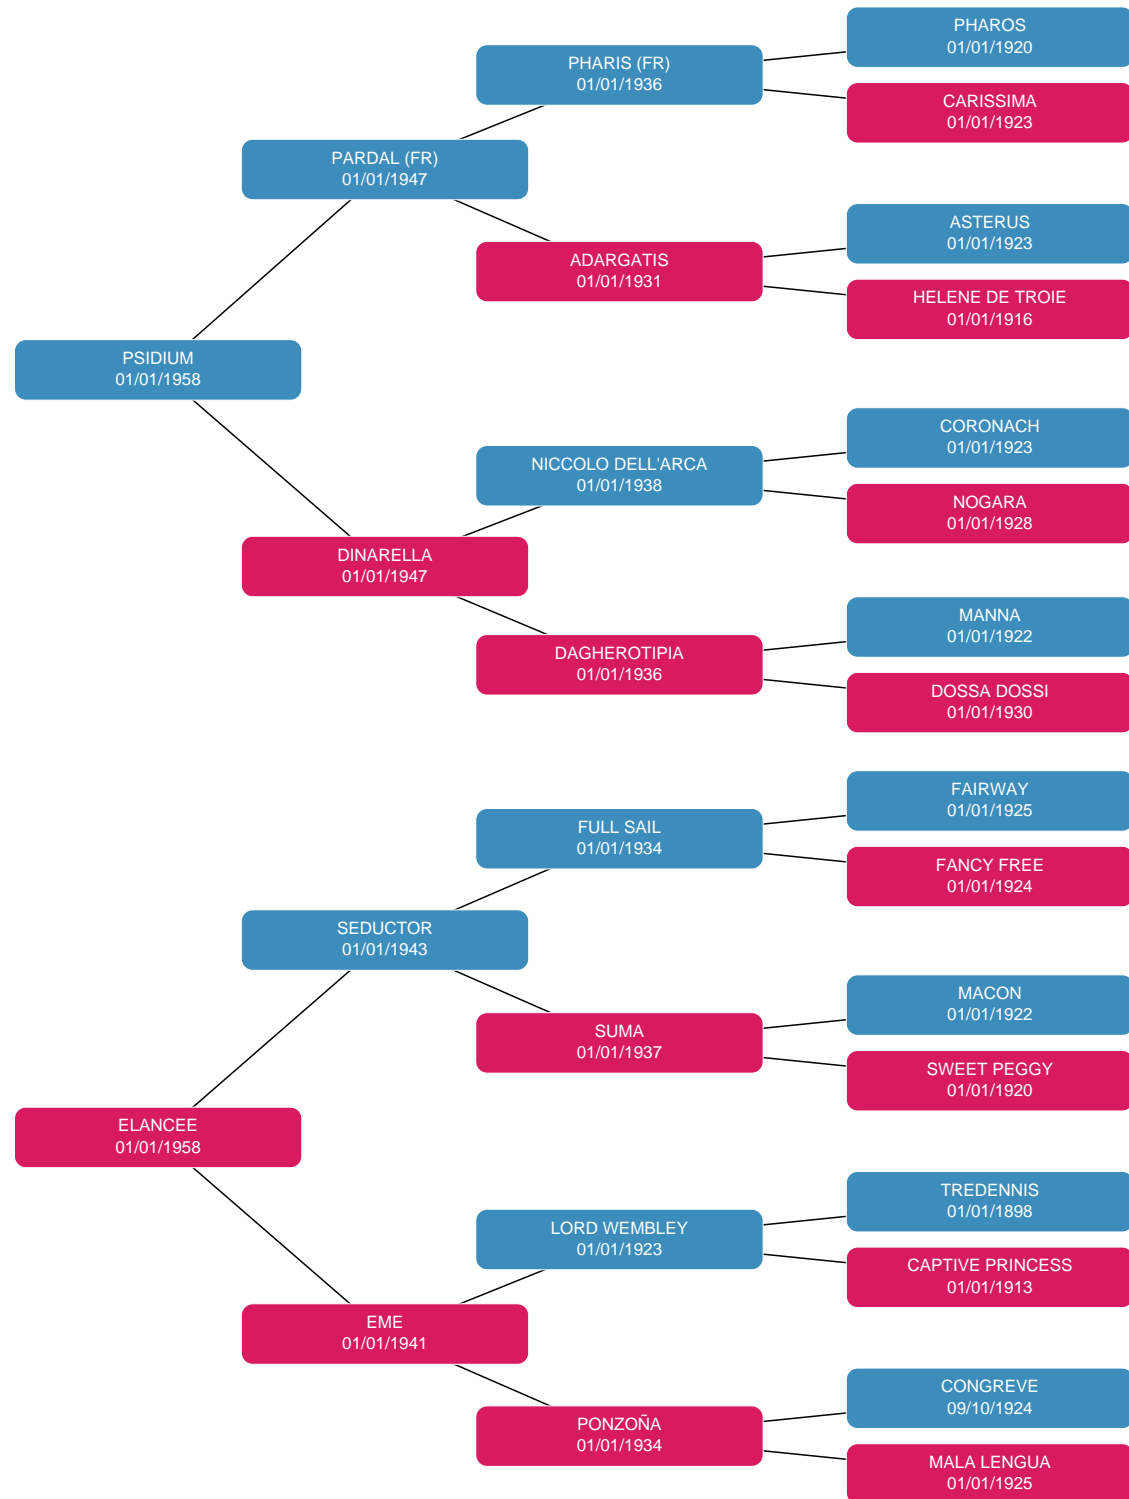 PHAROS
01/01/1920
PHARIS (FR)
01/01/1936
CARISSIMA
01/01/1923
PARDAL (FR)
01/01/1947
ASTERUS
01/01/1923
ADARGATIS
01/01/1931
HELENE DE TROIE
01/01/1916
PSIDIUM
01/01/1958
CORONACH
01/01/1923
NICCOLO DELL'ARCA
01/01/1938
NOGARA
01/01/1928
DINARELLA
01/01/1947
MANNA
01/01/1922
DAGHEROTIPIA
01/01/1936
DOSSA DOSSI
01/01/1930
FAIRWAY
01/01/1925
FULL SAIL
01/01/1934
FANCY FREE
01/01/1924
SEDUCTOR
01/01/1943
MACON
01/01/1922
SUMA
01/01/1937
SWEET PEGGY
01/01/1920
ELANCEE
01/01/1958
TREDENNIS
01/01/1898
LORD WEMBLEY
01/01/1923
CAPTIVE PRINCESS
01/01/1913
EME
01/01/1941
CONGREVE
09/10/1924
PONZOÑA
01/01/1934
MALA LENGUA
01/01/1925